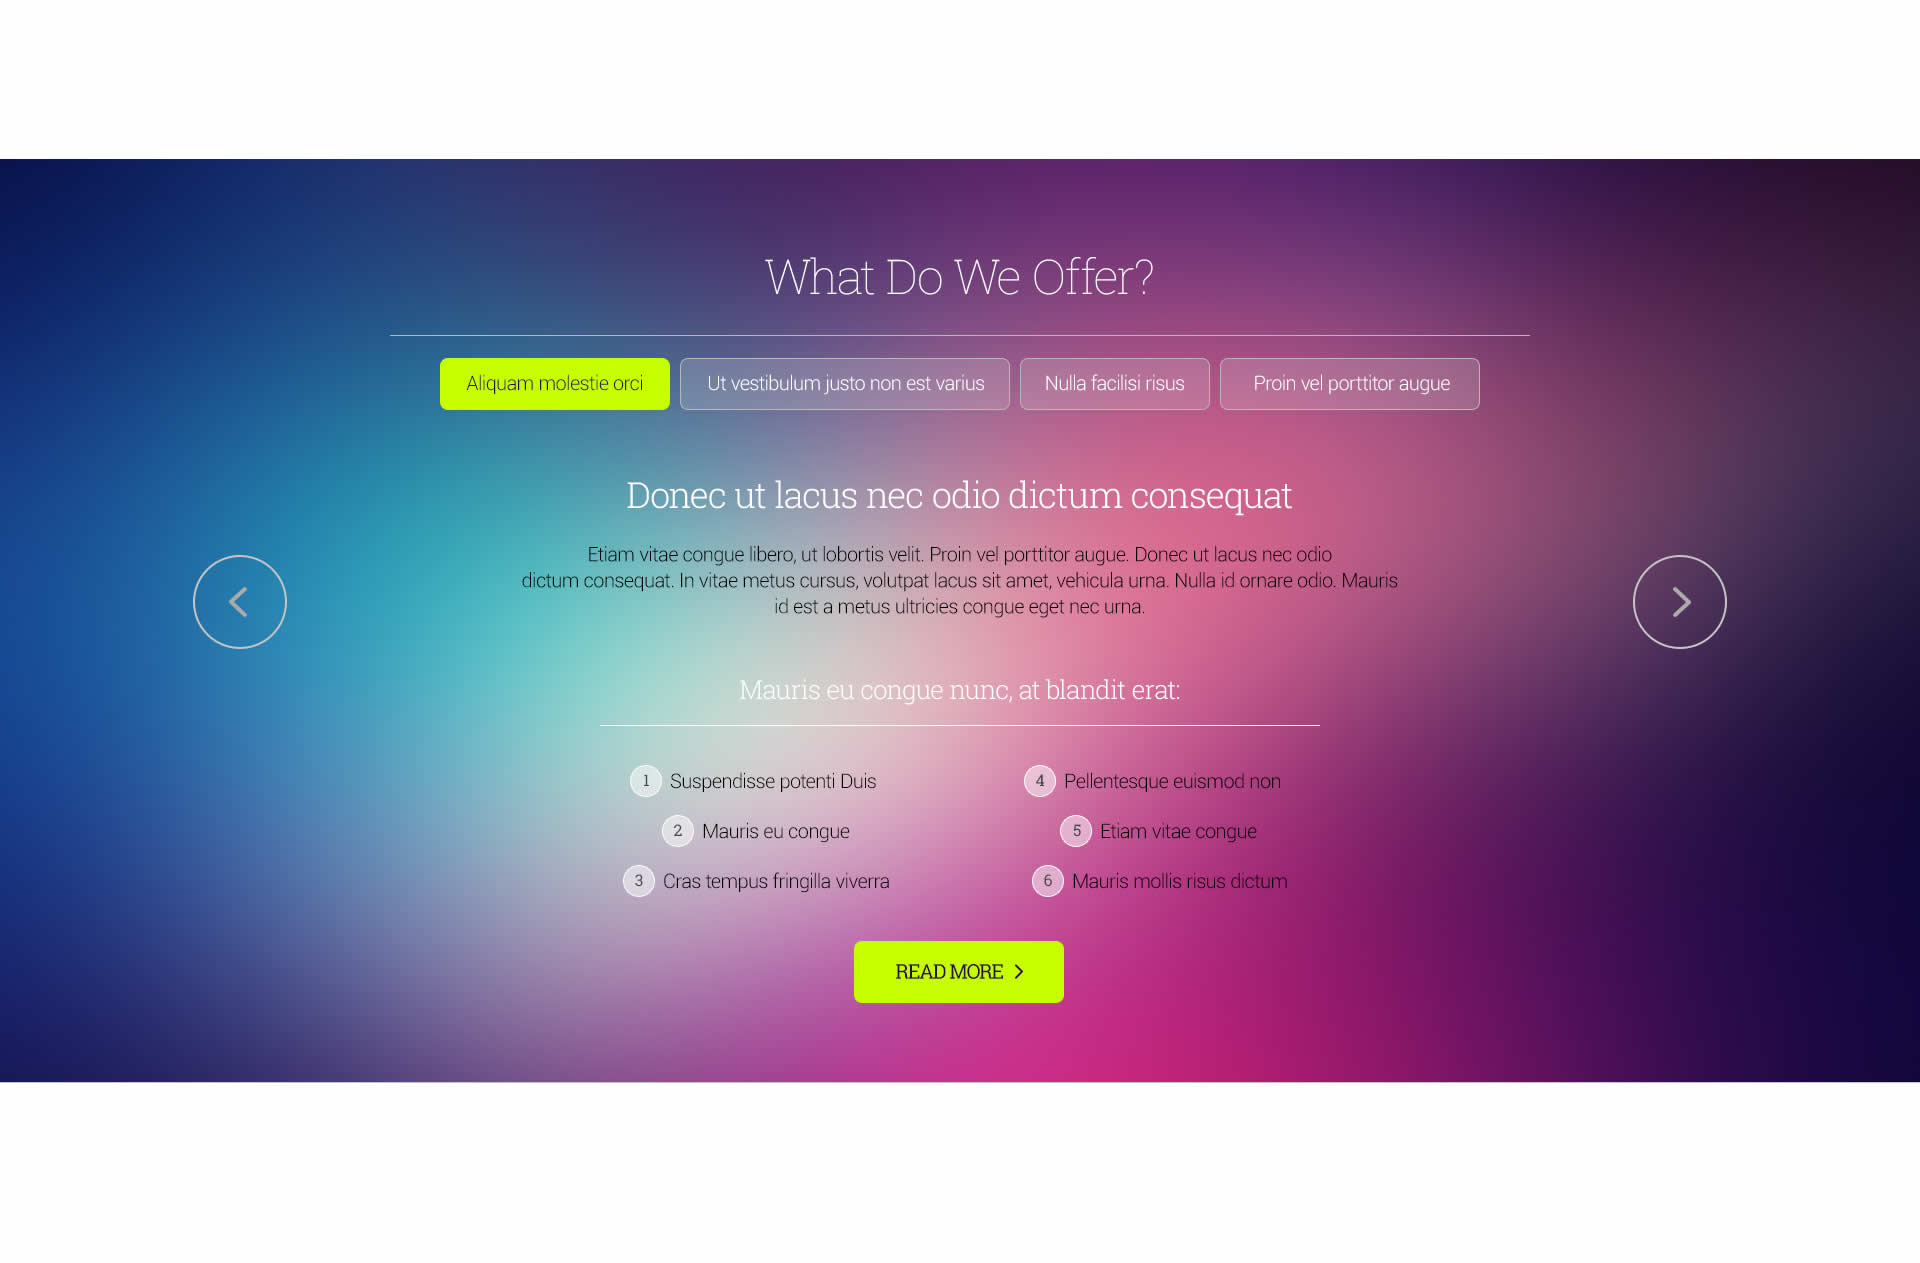 What Do We Offer?
Aliquam molestie orci
Ut vestibulum justo non est varius
Nulla facilisi risus
Proin vel porttitor augue
Donec ut lacus nec odio dictum consequat
Etiam vitae congue libero, ut lobortis velit. Proin vel porttitor augue. Donec ut lacus nec odio
dictum consequat. In vitae metus cursus, volutpat lacus sit amet, vehicula urna. Nulla id ornare odio. Mauris
id est a metus ultricies congue eget nec urna.
Mauris eu congue nunc, at blandit erat:
1 Suspendisse potenti Duis
2 Mauris eu congue
3 Cras tempus fringilla viverra
4 Pellentesque euismod non
5 Etiam vitae congue
6 Mauris mollis risus dictum
READ MORE